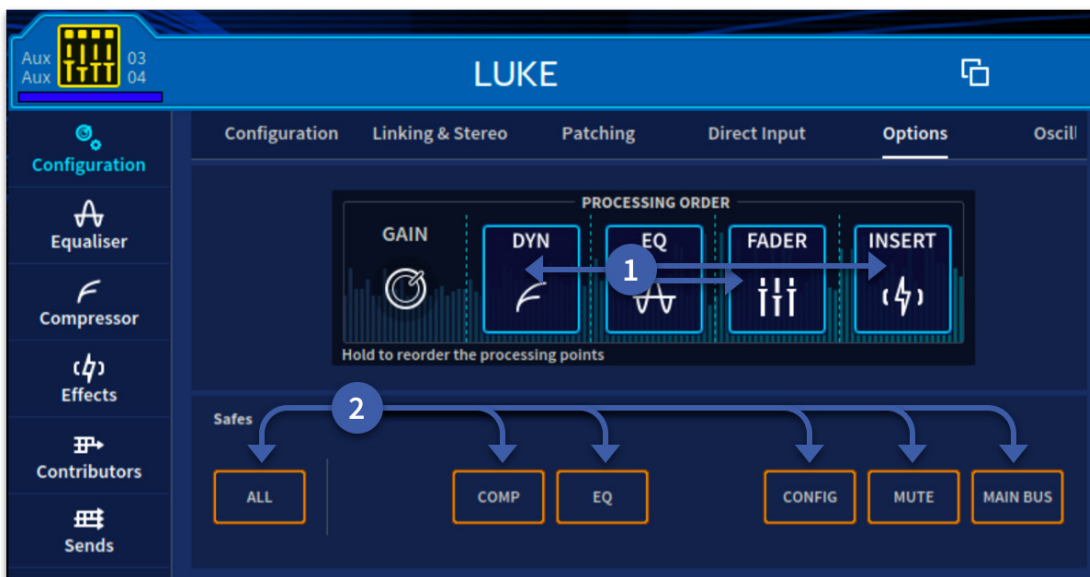 Aux 03
Aux 04
LUKE
Configuration
Equaliser
Compressor
Effects
Contributors
Sends
Configuration Linking & Stereo Patching Direct Input Options Oscill
PROCESSING ORDER
GAIN DYN EQ FADER INSERT
1
Hold to reorder the processing points
2
Safes
ALL COMP EQ CONFIG MUTE MAIN BUS